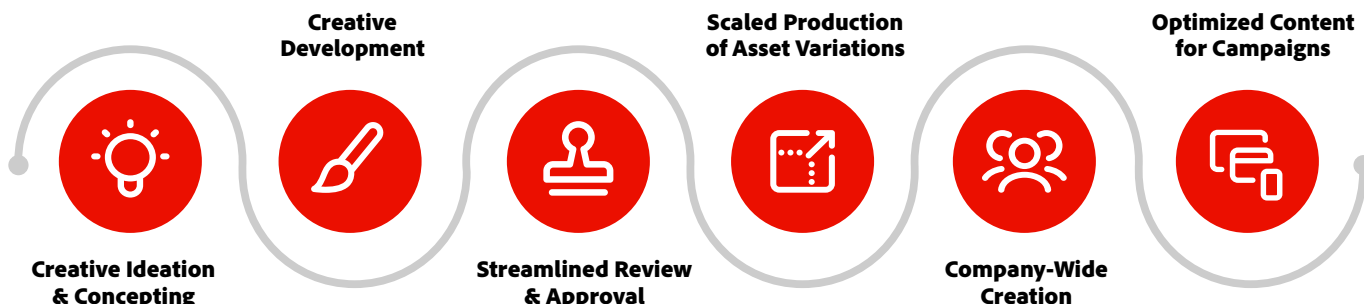 Creative Ideation
& Concepting
Creative
Development
Streamlined Review
& Approval
Scaled Production
of Asset Variations
Company-Wide
Creation
Optimized Content
for Campaigns